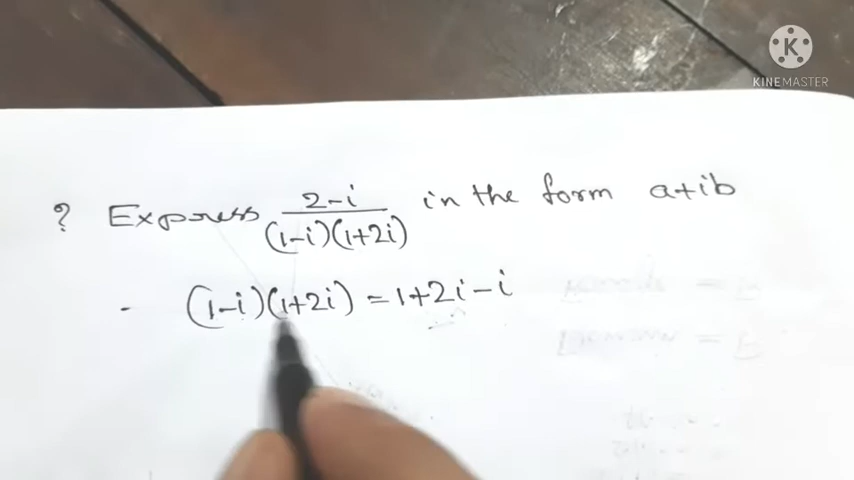 KINEMASTER
? Express 2-i / (1-i)(1+2i) in the form a+ib
- (1-i)(1+2i) = 1+2i-i